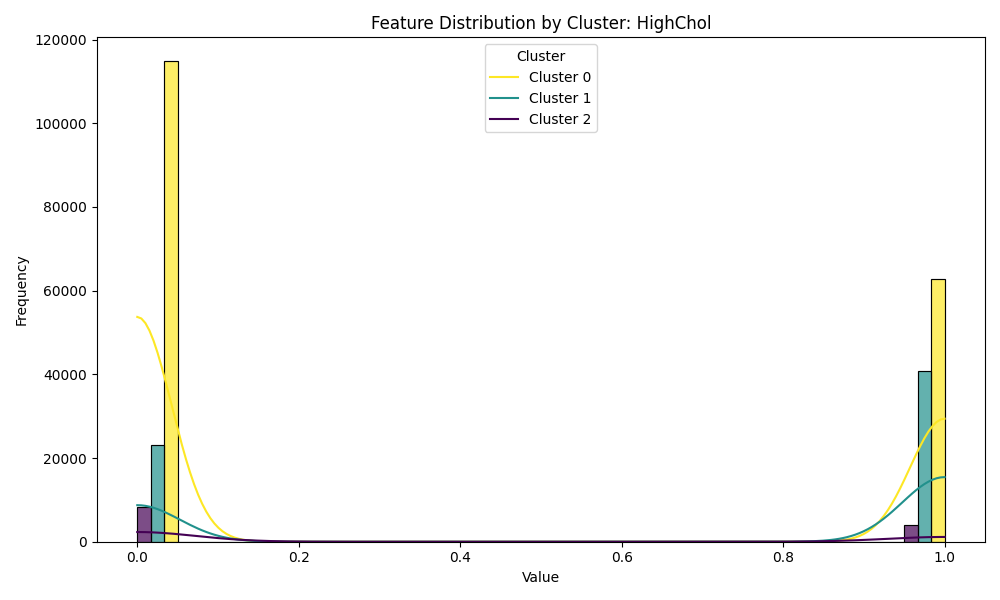 Feature Distribution by Cluster: HighChol
120000
100000
80000
60000
40000
20000
0
Frequency
Cluster
Cluster 0
Cluster 1
Cluster 2
0.0
0.2
0.4
0.6
0.8
1.0
Value